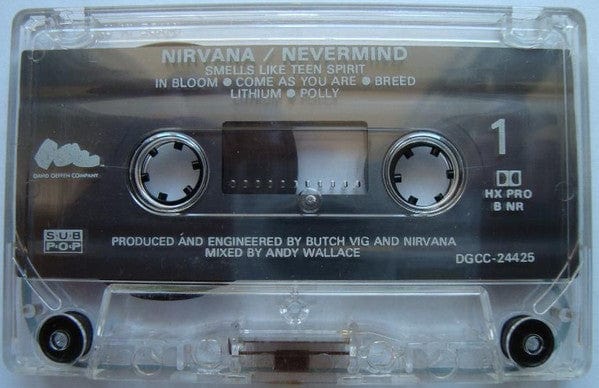 NIRVANA / NEVERMIND
SMELLS LIKE TEEN SPIRIT
IN BLOOM ● COME AS YOU ARE ● BREED
LITHIUM ● POLLY
1
DAVID GEFFEN COMPANY
HX PRO
B NR
SUB
POP
PRODUCED AND ENGINEERED BY BUTCH VIG AND NIRVANA
MIXED BY ANDY WALLACE
DGCC-24425